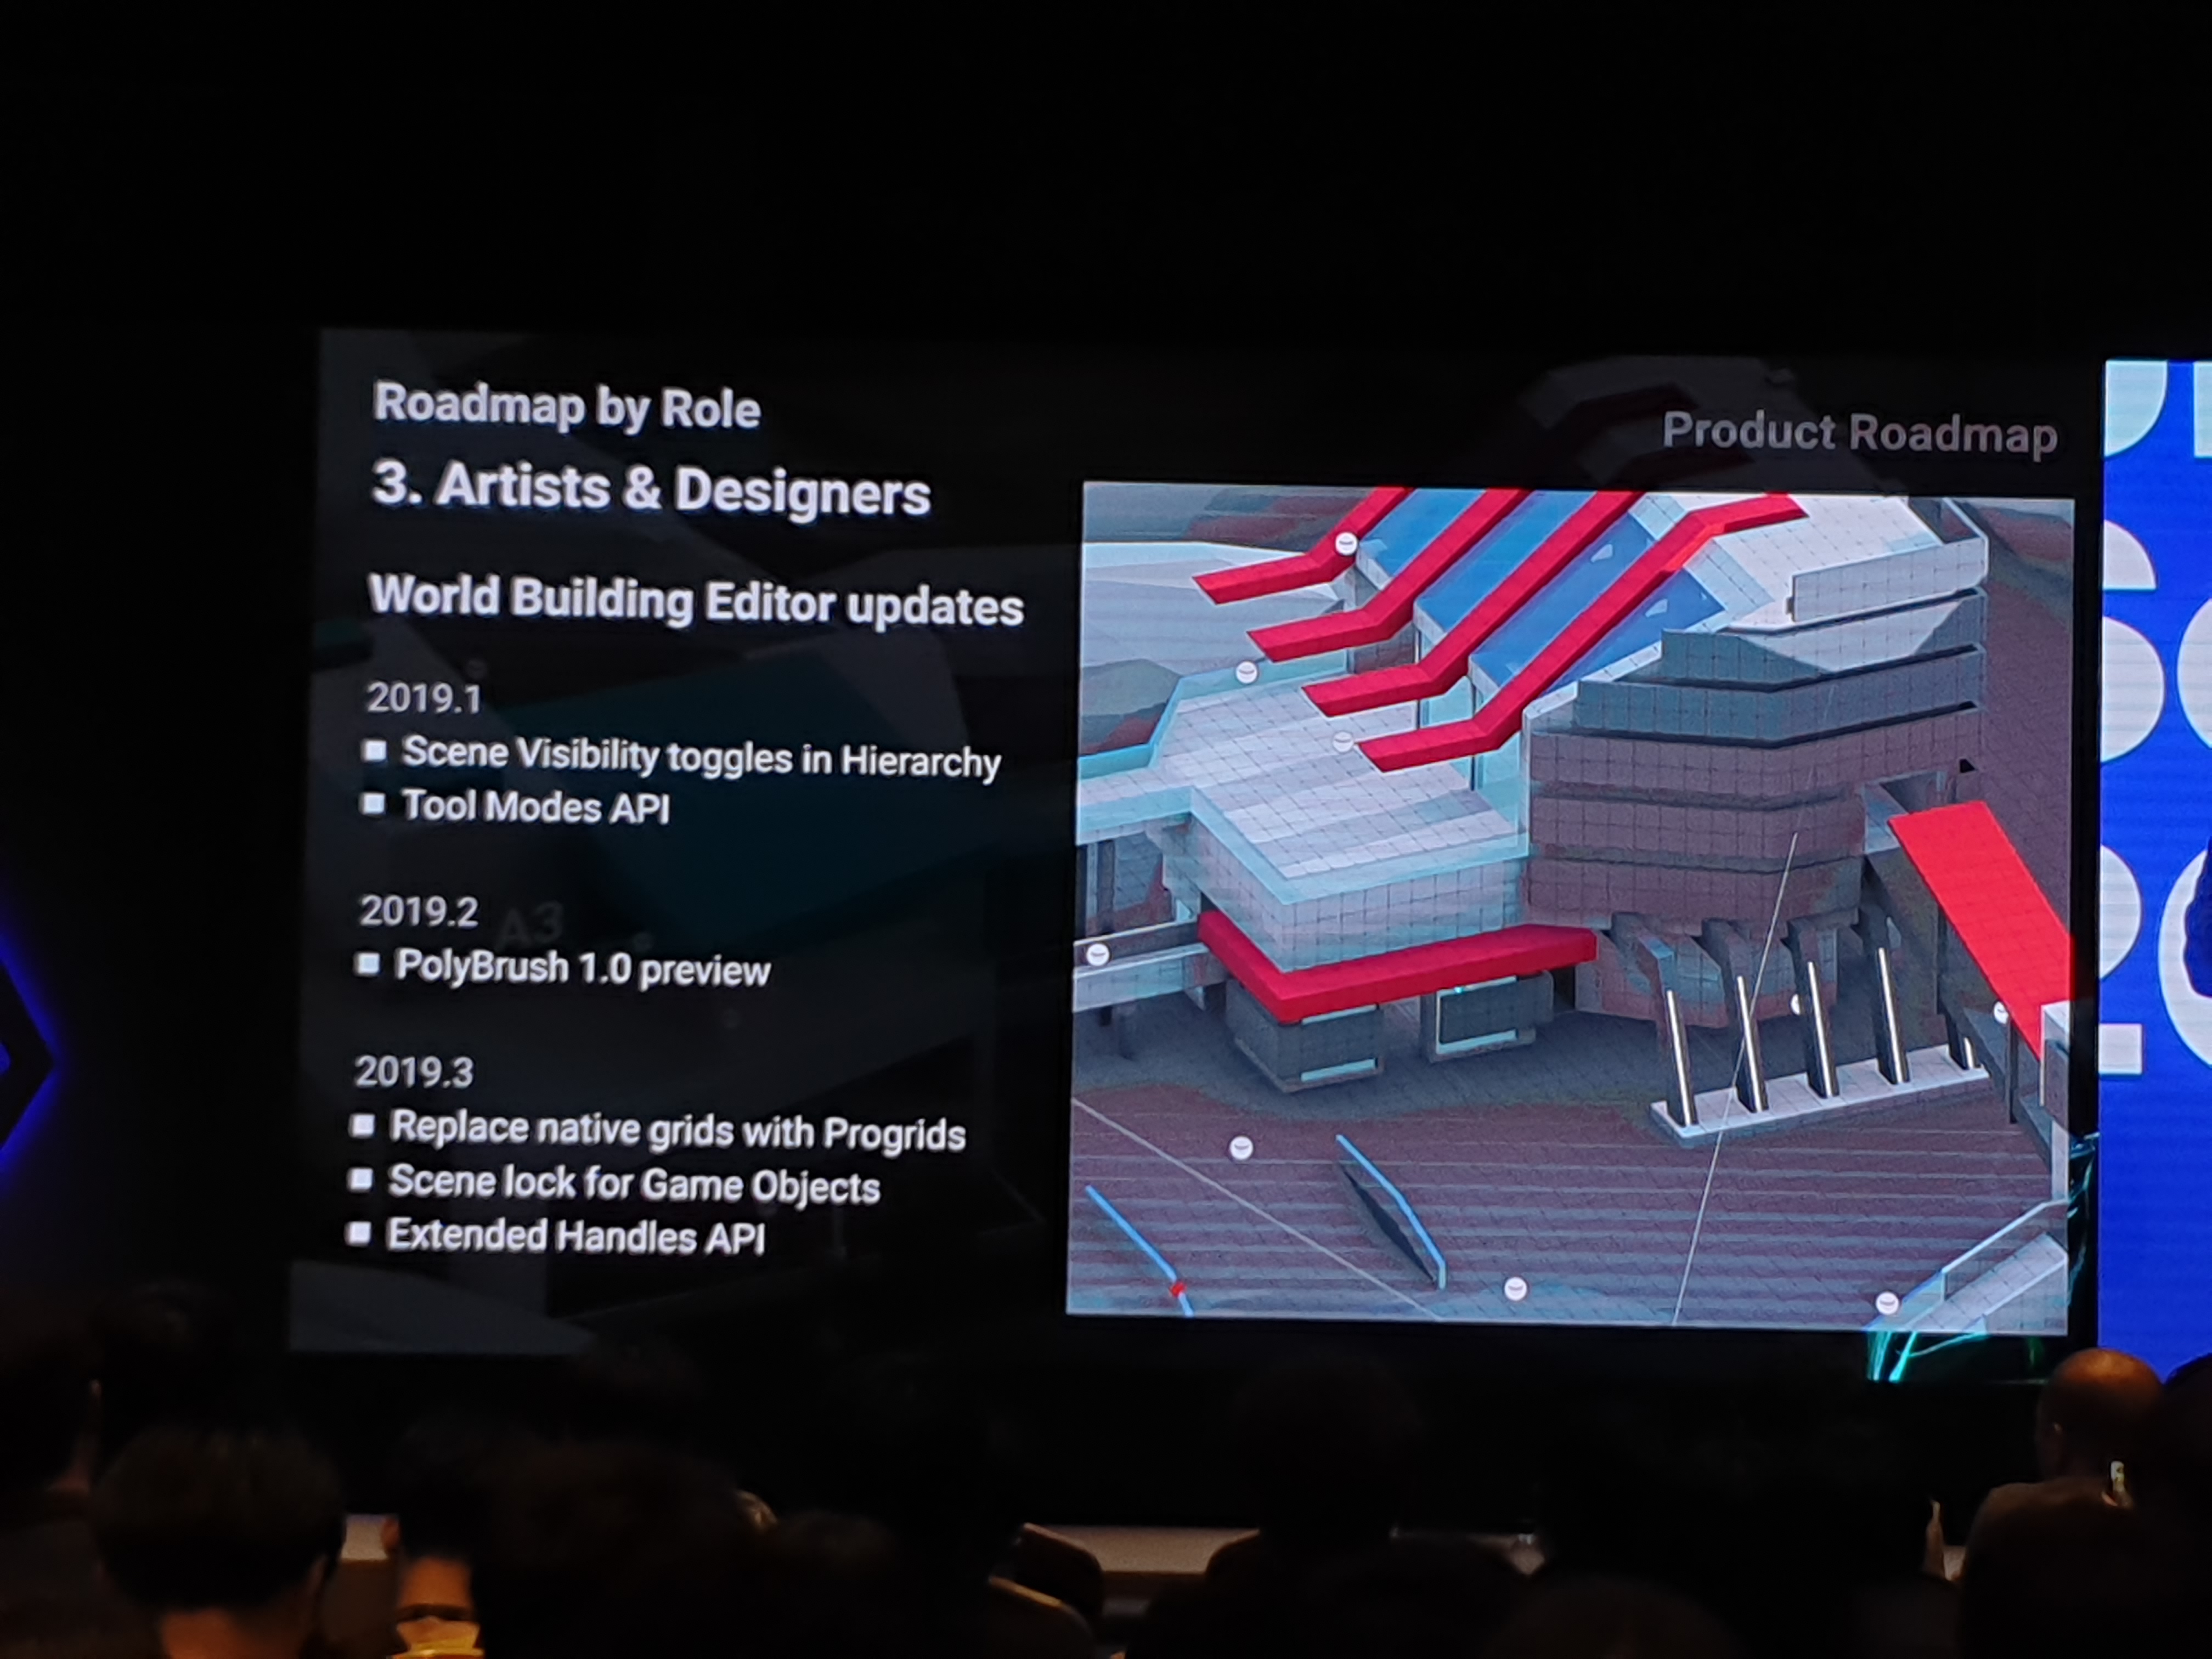 Roadmap by Role
Product Roadmap
3. Artists & Designers
World Building Editor updates
2019.1
Scene Visibility toggles in Hierarchy
Tool Modes API
2019.2
A3
PolyBrush 1.0 preview
2019.3
Replace native grids with Progrids
Scene lock for Game Objects
Extended Handles API